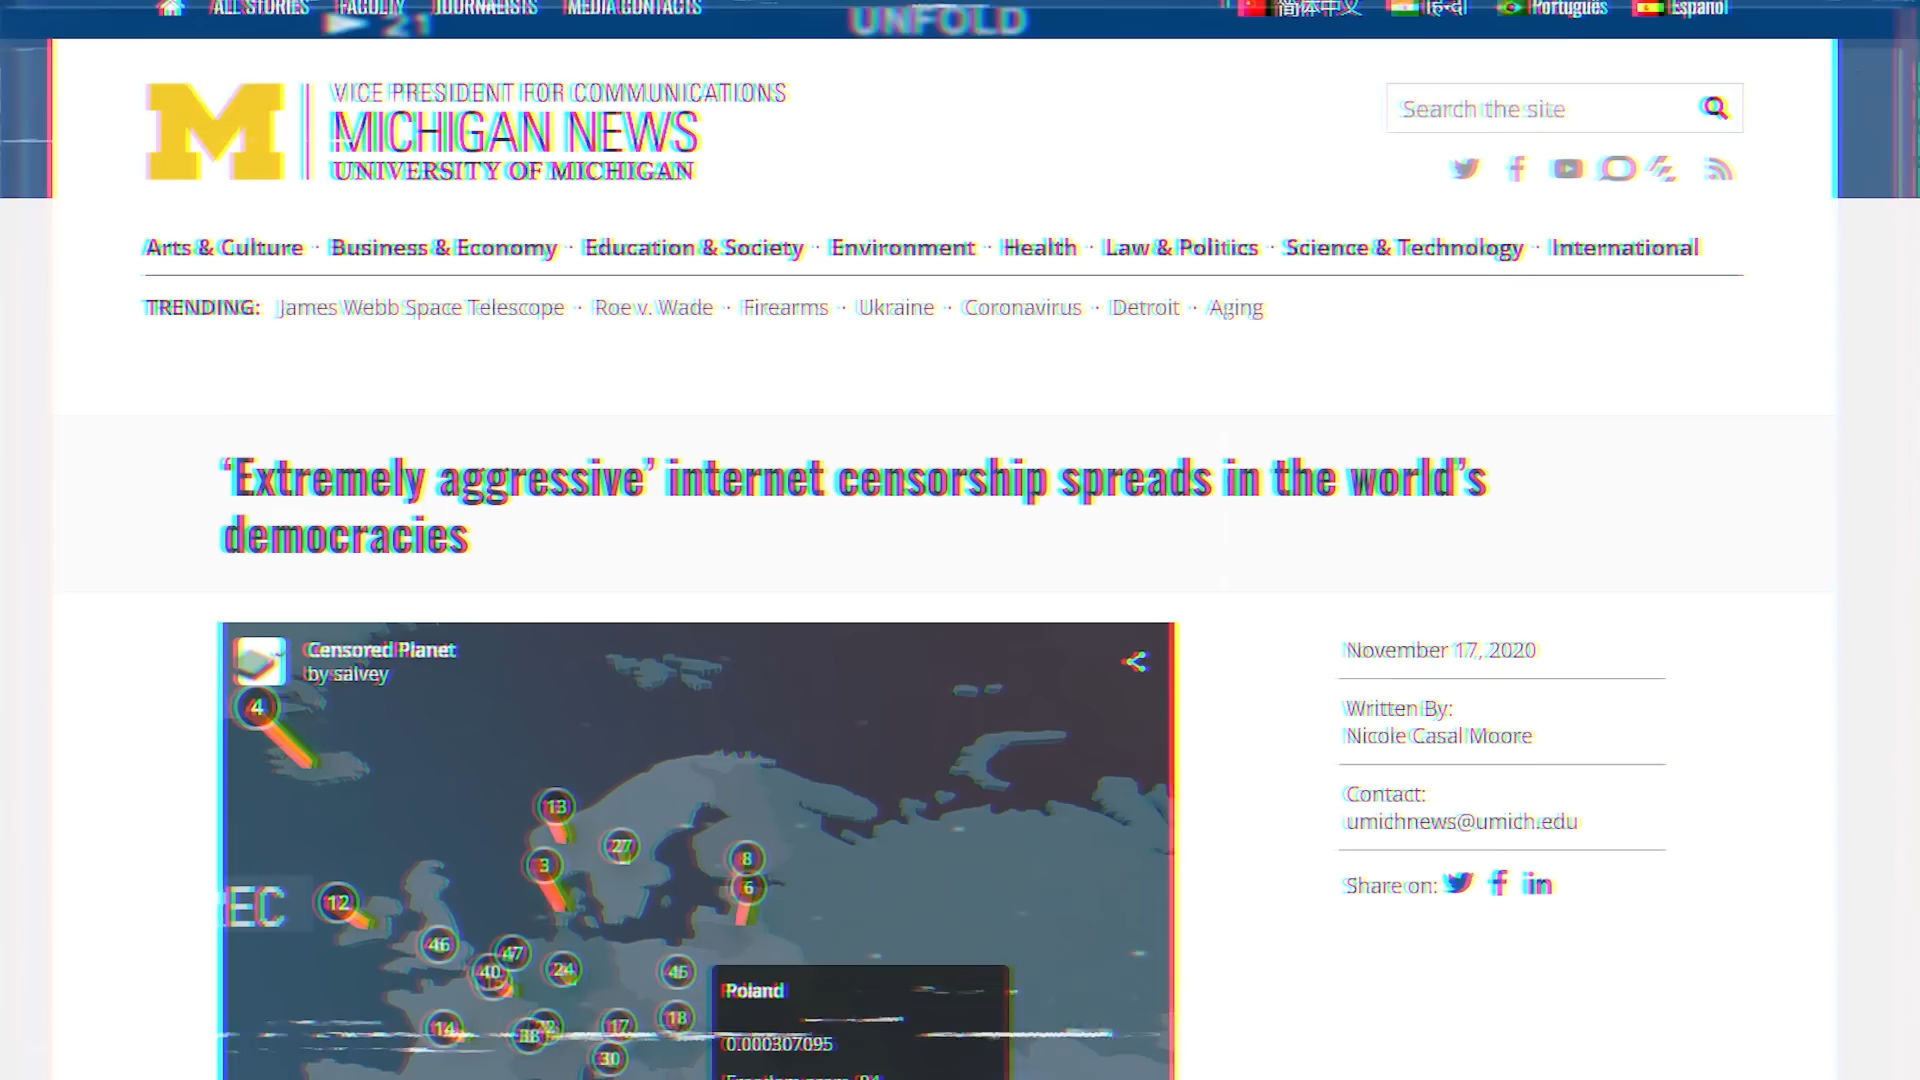 ALL STORIES FACULTY JOURNALISTS MEDIA CONTACTS 简体中文 हिन्दी Português Español
21 UNFOLD
M
VICE PRESIDENT FOR COMMUNICATIONS
MICHIGAN NEWS
UNIVERSITY OF MICHIGAN
Search the site
Arts & Culture · Business & Economy · Education & Society · Environment · Health · Law & Politics · Science & Technology · International
TRENDING: James Webb Space Telescope · Roe v. Wade · Firearms · Ukraine · Coronavirus · Detroit · Aging
‘Extremely aggressive’ internet censorship spreads in the world”s
democracies
Censored Planet
by salvey
4
13
27
3
8
6
EC
12
46
47
40
24
45
14
38
17
18
30
Poland
0.000307095
November 17, 2020
Written By:
Nicole Casal Moore
Contact:
umichnews@umich.edu
Share on: